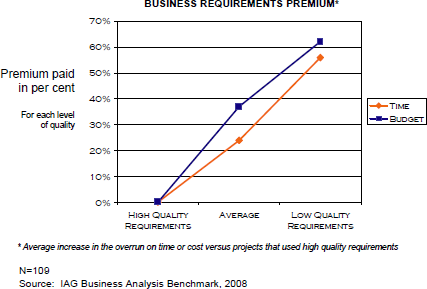 BUSINESS REQUIREMENTS PREMIUM*
70%
60%
50%
40%
30%
20%
10%
0%
Premium paid
in per cent
For each level
of quality
HIGH QUALITY
REQUIREMENTS
AVERAGE
LOW QUALITY
REQUIREMENTS
TIME
BUDGET
* Average increase in the overrun on time or cost versus projects that used high quality requirements
N=109
Source: IAG Business Analysis Benchmark, 2008